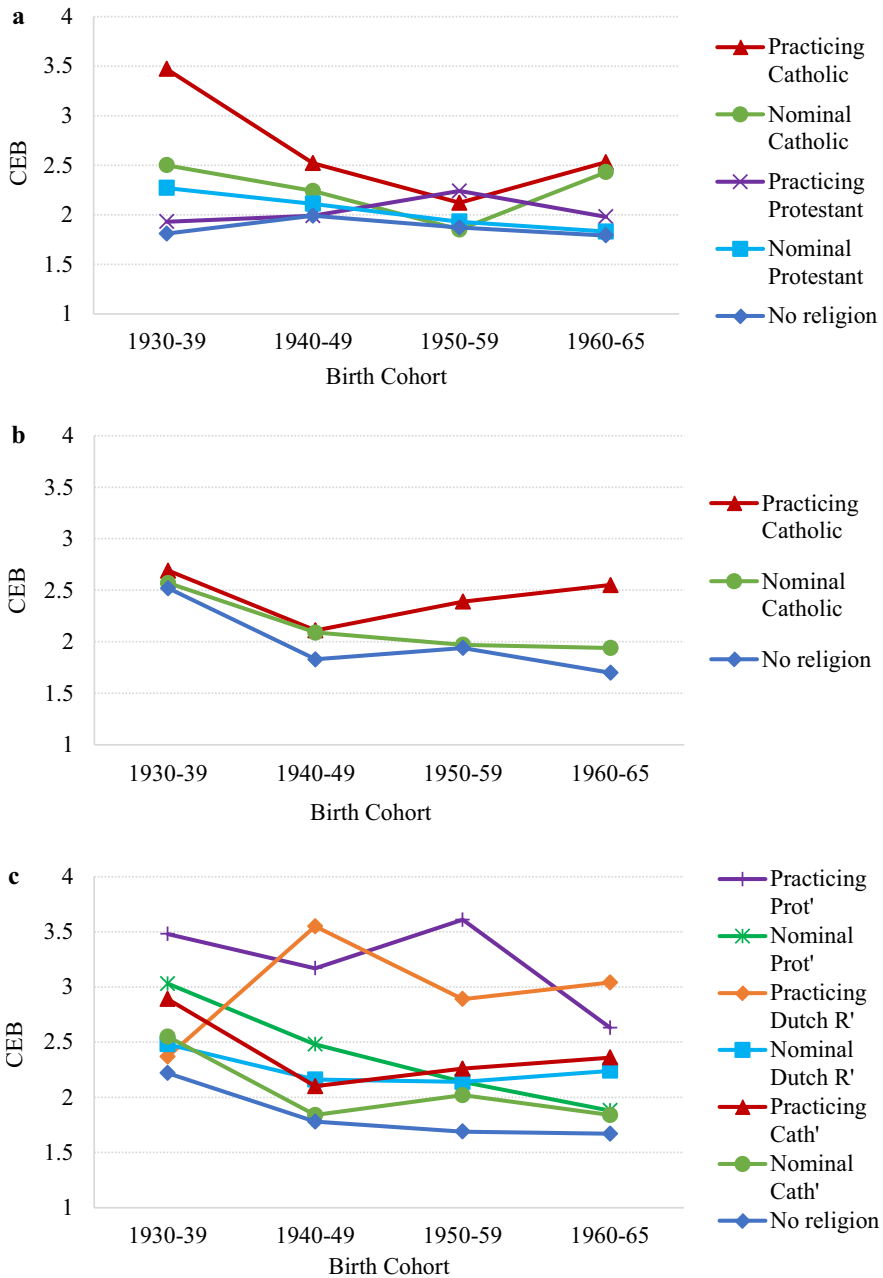 a
4
3.5
3
2.5
2
1.5
1
CEB
1930-39
1940-49
1950-59
1960-65
Birth Cohort
Practicing
Catholic
Nominal
Catholic
Practicing
Protestant
Nominal
Protestant
No religion
b
4
3.5
3
2.5
2
1.5
1
CEB
1930-39
1940-49
1950-59
1960-65
Birth Cohort
Practicing
Catholic
Nominal
Catholic
No religion
c
4
3.5
3
2.5
2
1.5
1
CEB
1930-39
1940-49
1950-59
1960-65
Birth Cohort
Practicing
Prot'
Nominal
Prot'
Practicing
Dutch R'
Nominal
Dutch R'
Practicing
Cath'
Nominal
Cath'
No religion